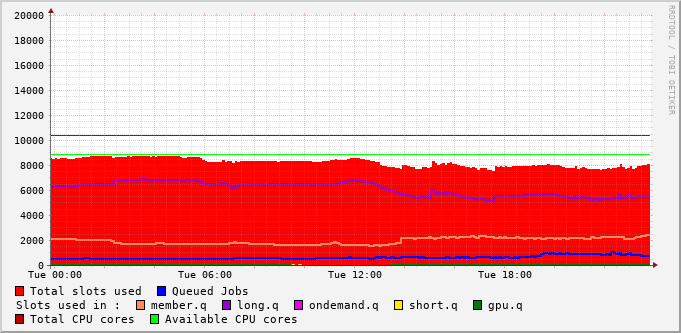 RRDTOOL / TOBI OETIKER
20000
18000
16000
14000
12000
10000
8000
6000
4000
2000
0
Tue 00:00 Tue 06:00 Tue 12:00 Tue 18:00
Total slots used Queued Jobs
Slots used in : member.q long.q ondemand.q short.q gpu.q
Total CPU cores Available CPU cores